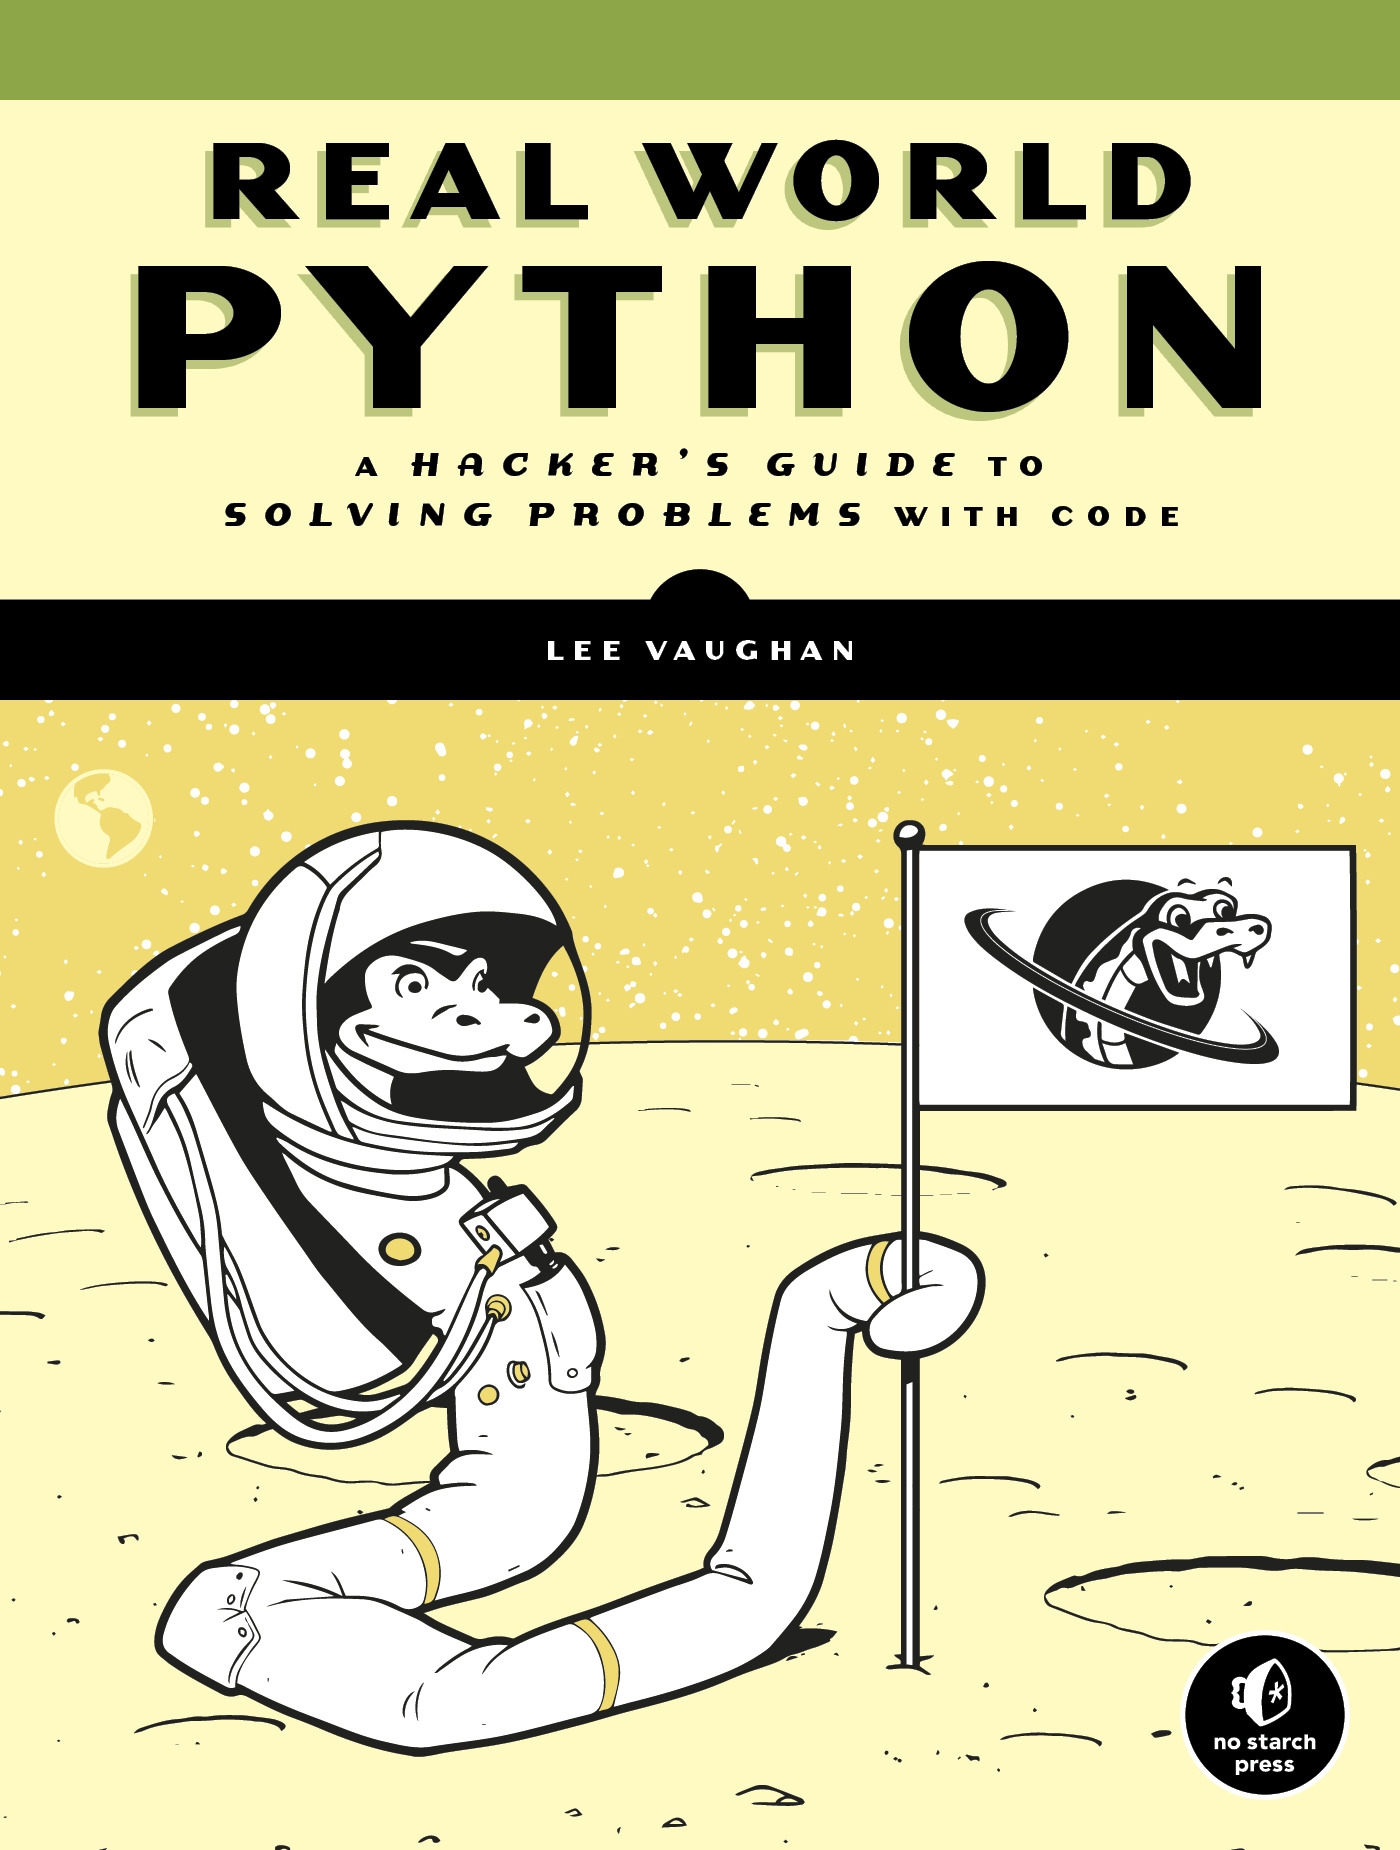 REAL WORLD
PYTHON
A HACKER'S GUIDE TO
SOLVING PROBLEMS WITH CODE
LEE VAUGHAN
no starch
press